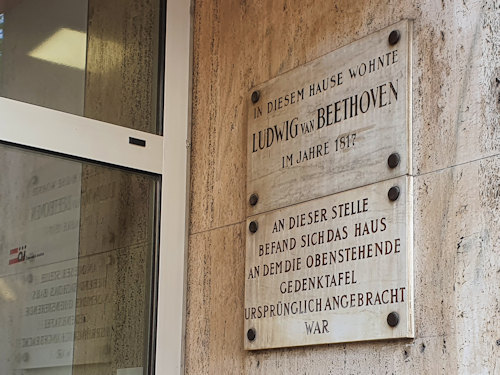 IN DIESEM HAUSE WOHNTE
LUDWIG VAN BEETHOVEN
IM JAHRE 1817
AN DIESER STELLE
BEFAND SICH DAS HAUS
AN DEM DIE OBENSTEHENDE
GEDENKTAFEL
URSPRÜNGLICH ANGEBRACHT
WAR